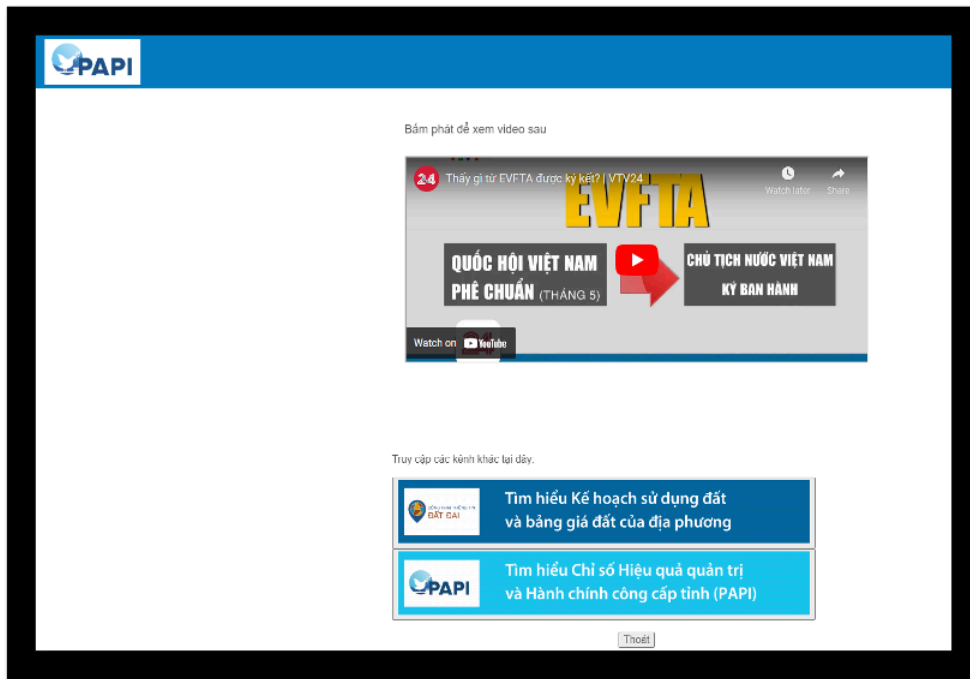 PAPI
Bấm phát để xem video sau
24 Thấy gì từ EVFTA được ký kết? | VTV24
Watch later
Share
EVFTA
QUỐC HỘI VIỆT NAM
PHÊ CHUẨN (THÁNG 5)
CHỦ TỊCH NƯỚC VIỆT NAM
KÝ BAN HÀNH
Watch on YouTube
Truy cập các kênh khác tại đây:
ĐẤT ĐAI
Tìm hiểu Kế hoạch sử dụng đất
và bảng giá đất của địa phương
PAPI
Tìm hiểu Chỉ số Hiệu quả quản trị
và Hành chính công cấp tỉnh (PAPI)
Thoát